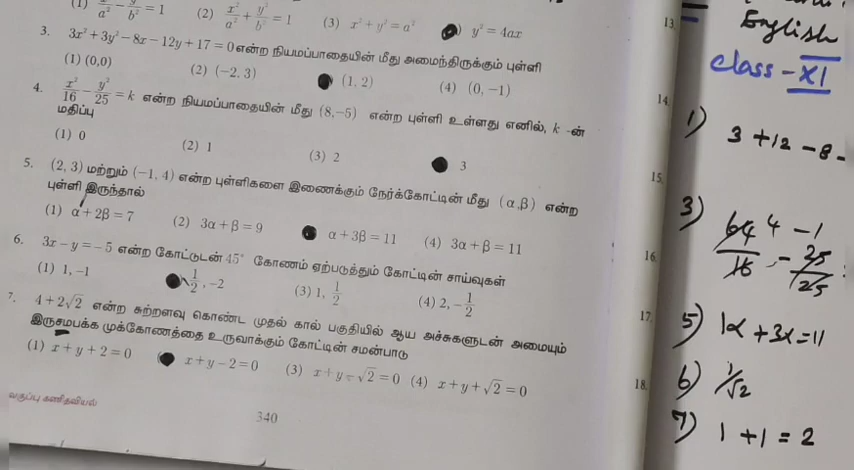 (1) x²/a² − y²/b² = 1 (2) x²/a² + y²/b² = 1 (3) x² + y² = a² y² = 4ax
3. 3x² + 3y² − 8x − 12y + 17 = 0 என்ற நியமப்பாதையின் மீது அமைந்திருக்கும் புள்ளி
(1) (0,0) (2) (−2, 3) (1, 2) (4) (0, −1)
4. x²/16 − y²/25 = k என்ற நியமப்பாதையின் மீது (8,−5) என்ற புள்ளி உள்ளது எனில், k -ன்
மதிப்பு
(1) 0 (2) 1 (3) 2 3
5. (2, 3) மற்றும் (−1, 4) என்ற புள்ளிகளை இணைக்கும் நேர்க்கோட்டின் மீது (α,β) என்ற
புள்ளி இருந்தால்
(1) α + 2β = 7 (2) 3α + β = 9 α + 3β = 11 (4) 3α + β = 11
6. 3x − y = −5 என்ற கோட்டுடன் 45° கோணம் ஏற்படுத்தும் கோட்டின் சாய்வுகள்
(1) 1, −1 1/2, −2 (3) 1, 1/2 (4) 2, −1/2
7. 4 + 2√2 என்ற சுற்றளவு கொண்ட முதல் கால் பகுதியில் ஆய அச்சுகளுடன் அமையும்
இருசமபக்க முக்கோணத்தை உருவாக்கும் கோட்டின் சமன்பாடு
(1) x + y + 2 = 0 x + y − 2 = 0 (3) x + y − √2 = 0 (4) x + y + √2 = 0
வகுப்பு கணிதவியல்
340
13.
14.
15.
16.
17.
18.
English
class - XI
1) 3 + 12 − 8 −
3) 64 4 − 1
16 − 25
25
5) 1α + 3x = 11
6) 1/√2
7) 1 + 1 = 2